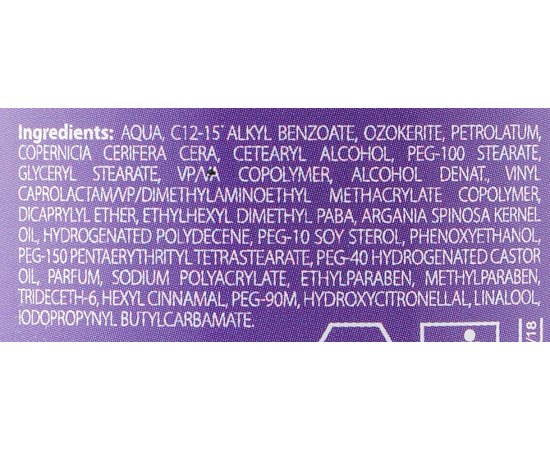 Ingredients: AQUA, C12-15 ALKYL BENZOATE, OZOKERITE, PETROLATUM,
COPERNICIA CERIFERA CERA, CETEARYL ALCOHOL, PEG-100 STEARATE,
GLYCERYL STEARATE, COPOLYMER, ALCOHOL DENAT., VINYL
CAPROLACTAM/VP/DIMETHYLAMINOETHYL METHACRYLATE COPOLYMER,
DICAPRYLYL ETHER, ETHYLHEXYL DIMETHYL PABA, ARGANIA SPINOSA KERNEL
OIL, HYDROGENATED POLYDECENE, PEG-10 SOY STEROL, PHENOXYETHANOL,
PEG-150 PENTAERYTHRITYL TETRASTEARATE, PEG-40 HYDROGENATED CASTOR
OIL, PARFUM, SODIUM POLYACRYLATE, ETHYLPARABEN, METHYLPARABEN,
TRIDECETH-6, HEXYL CINNAMAL, PEG-90M, HYDROXYCITRONELLAL, LINALOOL,
IODOPROPYNYL BUTYLCARBAMATE.
/18